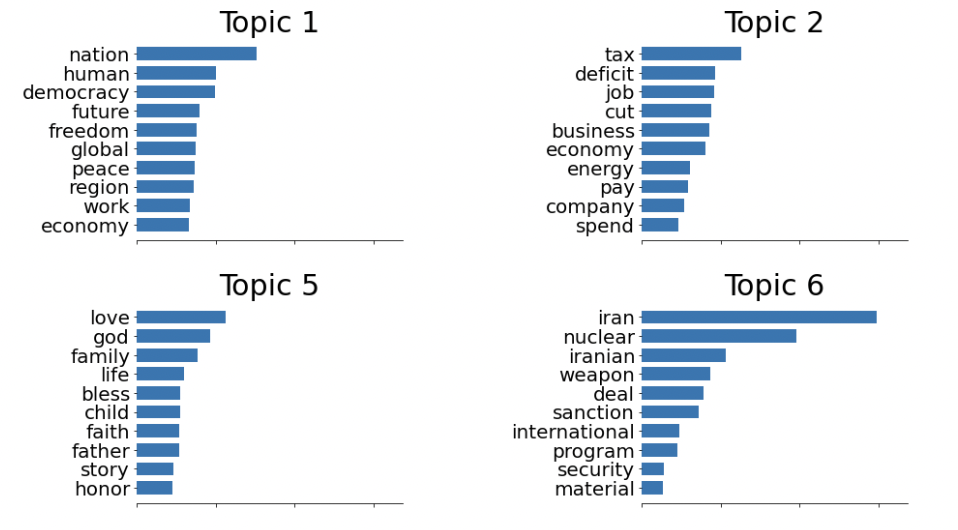 Topic 1
nation
human
democracy
future
freedom
global
peace
region
work
economy
Topic 2
tax
deficit
job
cut
business
economy
energy
pay
company
spend
Topic 5
love
god
family
life
bless
child
faith
father
story
honor
Topic 6
iran
nuclear
iranian
weapon
deal
sanction
international
program
security
material